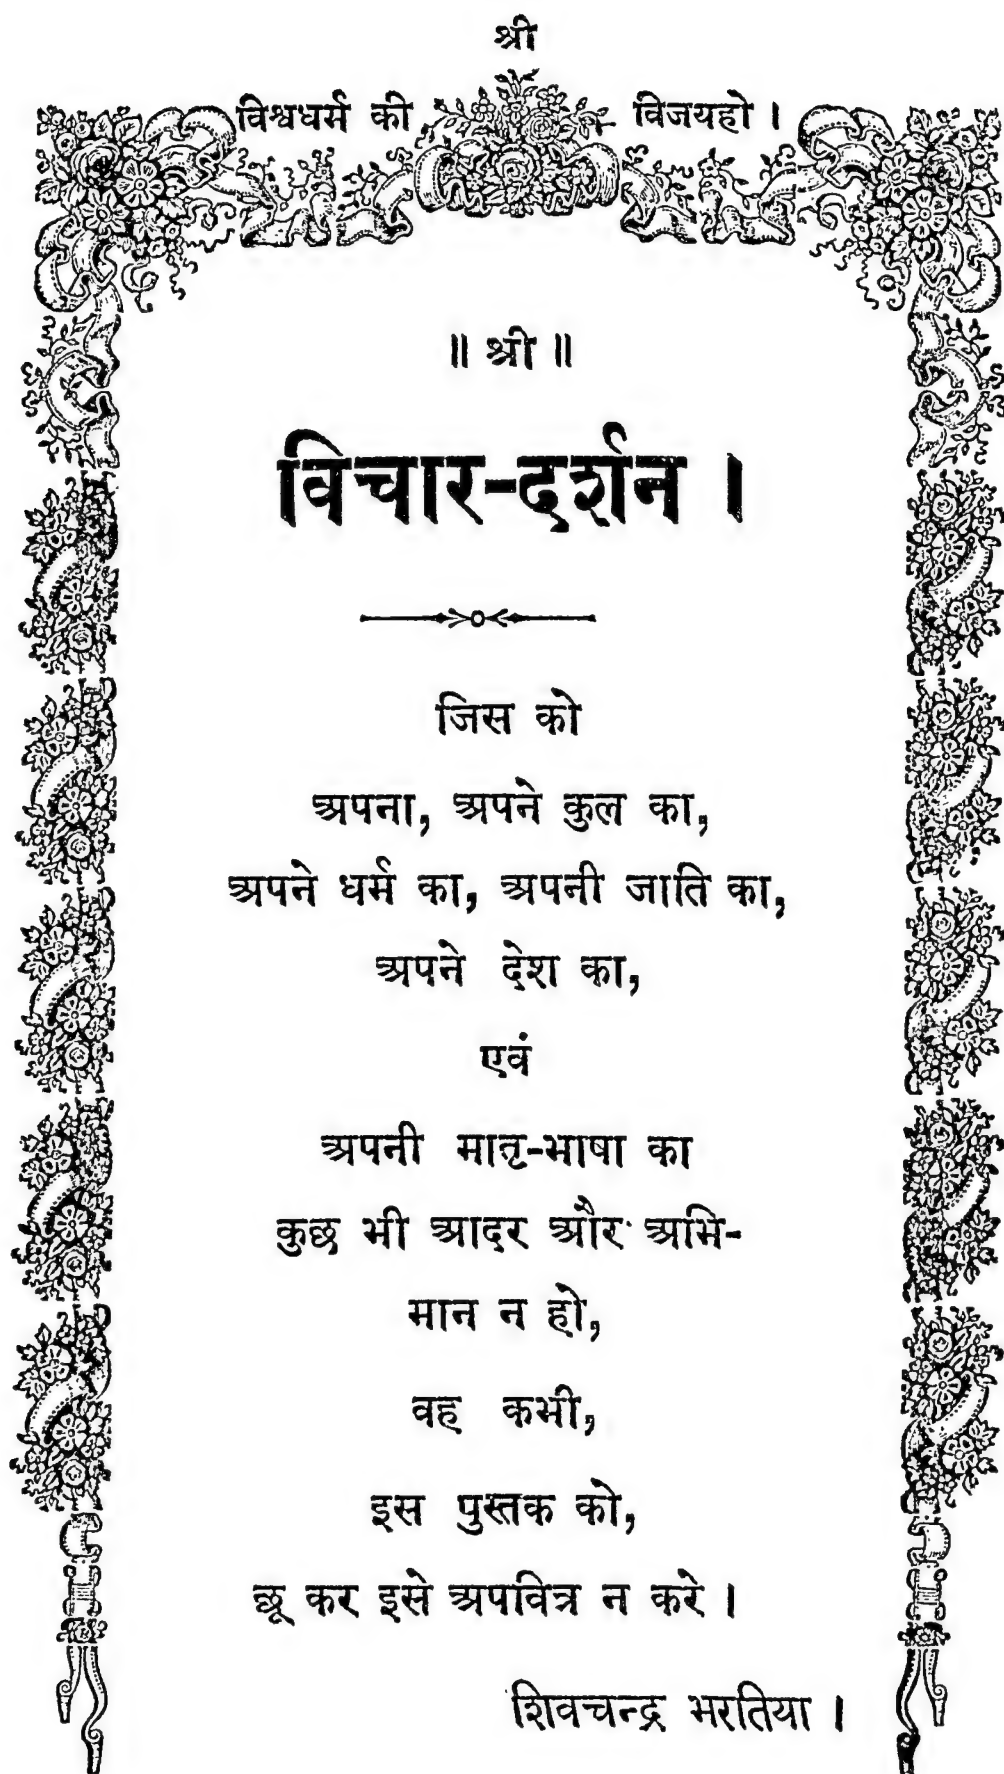 श्री
विश्वधर्म की विजयहो ।
॥ श्री ॥
विचार-दर्शन ।
जिस को
अपना, अपने कुल का,
अपने धर्म का, अपनी जाति का,
अपने देश का,
एवं
अपनी मातृ-भाषा का
कुछ भी आदर और अभि-
मान न हो,
वह कभी,
इस पुस्तक को,
छू कर इसे अपवित्र न करे ।
शिवचन्द्र भरतिया ।